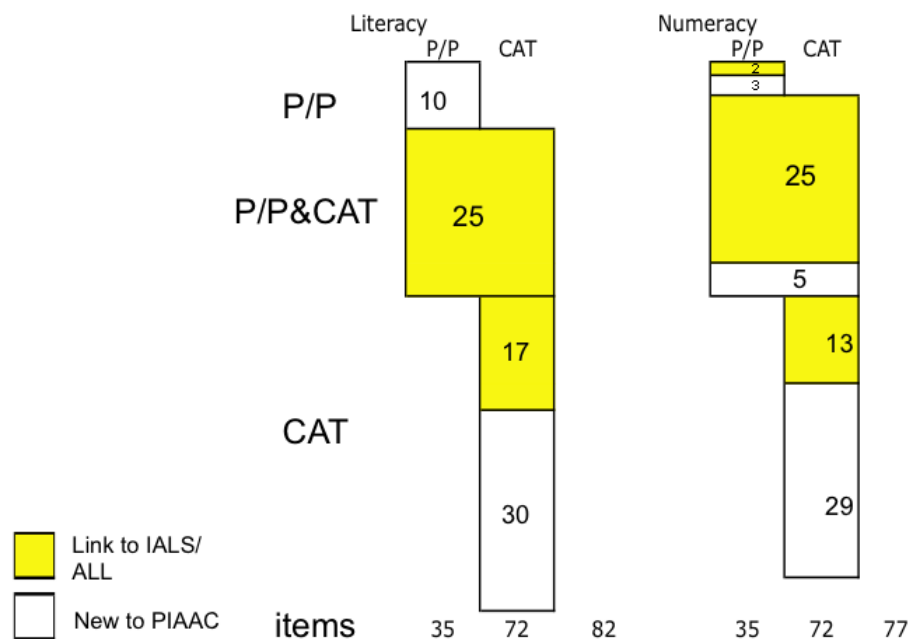 Literacy Numeracy
P/P CAT P/P CAT
2
3
P/P 10
25
P/P&CAT 25
5
17 13
CAT
30 29
Link to IALS/
ALL
New to PIAAC
items 35 72 82 35 72 77